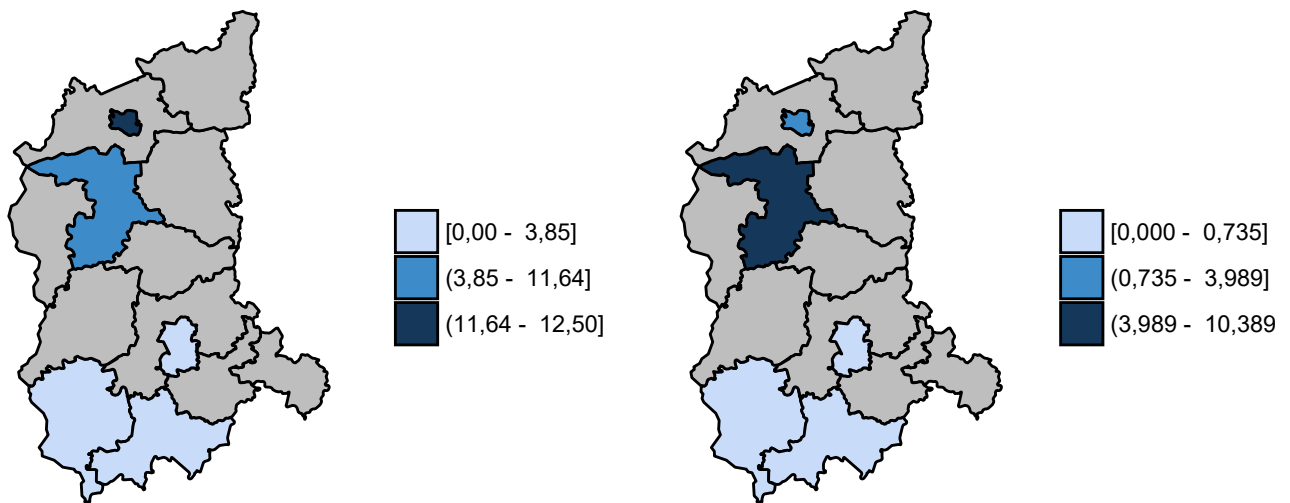 [0,00 -  3,85]
(3,85 -  11,64]
(11,64 -  12,50]
[0,000 -  0,735]
(0,735 -  3,989]
(3,989 -  10,389